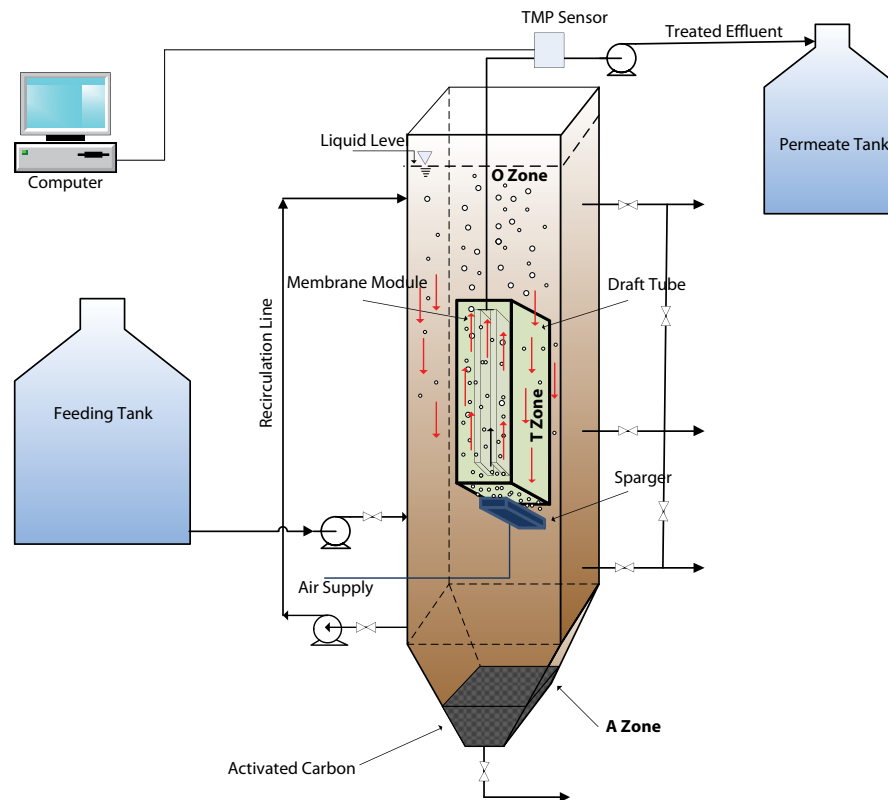 TMP Sensor
Treated Effluent
Liquid Level
Permeate Tank
Computer
O Zone
Membrane Module
Draft Tube
Recirculation Line
Feeding Tank
T Zone
Sparger
Air Supply
A Zone
Activated Carbon